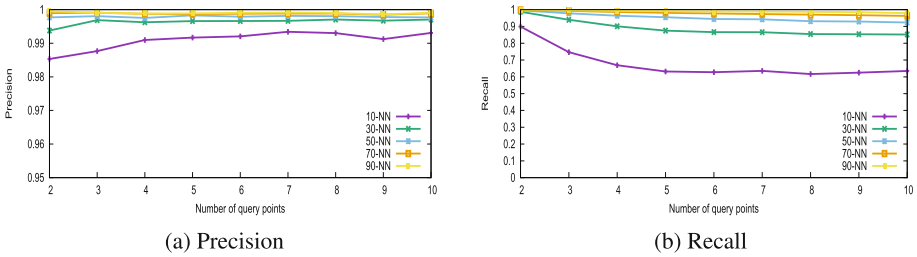 1
0.99
0.98
0.97
0.96
0.95
Precision
2 3 4 5 6 7 8 9 10
Number of query points
10-NN
30-NN
50-NN
70-NN
90-NN
(a) Precision
1
0.9
0.8
0.7
0.6
0.5
0.4
0.3
0.2
0.1
0
Recall
2 3 4 5 6 7 8 9 10
Number of query points
10-NN
30-NN
50-NN
70-NN
90-NN
(b) Recall